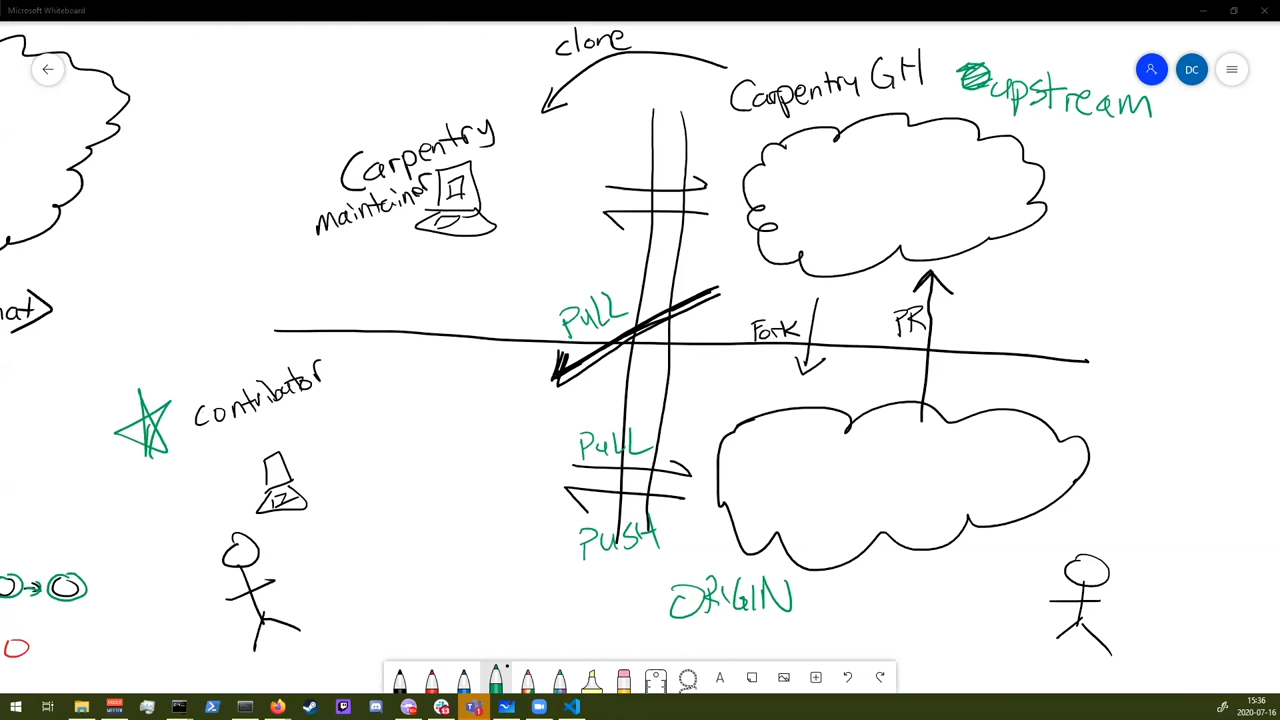 Microsoft Whiteboard
clone
Carpentry GH
upstream
DC
Carpentry
maintainer
PULL
Fork
PR
contributor
PULL
PUSH
ORIGIN
A
15:36
2020-07-16